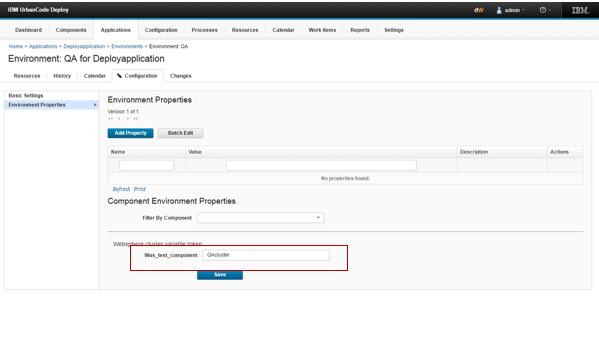 IBM UrbanCode Deploy
dW admin IBM
Dashboard Components Applications Configuration Processes Resources Calendar Work Items Reports Settings
Home > Applications > Deployapplication > Environments > Environment: QA
Environment: QA for Deployapplication
Resources History Calendar Configuration Changes
Basic Settings
Environment Properties
Environment Properties
Version 1 of 1
Add Property Batch Edit
Name Value Description Actions
No properties found.
Refresh Print
Component Environment Properties
Filter By Component
Websphere cluster variable token
Was_test_component QAcluster
Save